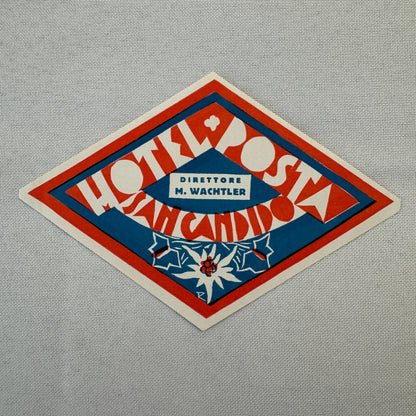 HOTEL POSTA
DIRETTORE
M. WACHTLER
SAN CANDIDO
R